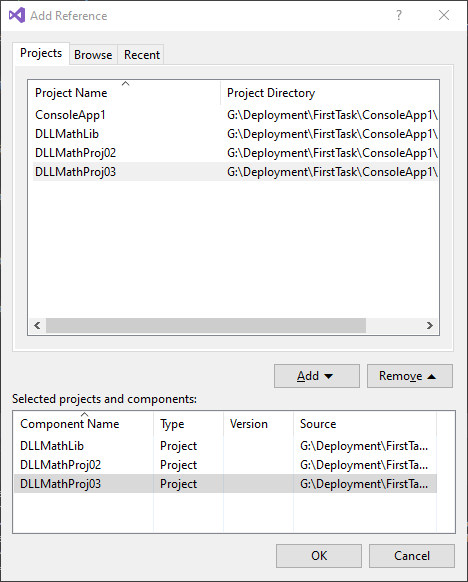 Add Reference
Projects Browse Recent
Project Name Project Directory
ConsoleApp1 G:\Deployment\FirstTask\ConsoleApp1\
DLLMathLib G:\Deployment\FirstTask\ConsoleApp1\
DLLMathProj02 G:\Deployment\FirstTask\ConsoleApp1\
DLLMathProj03 G:\Deployment\FirstTask\ConsoleApp1\
Add Remove
Selected projects and components:
Component Name Type Version Source
DLLMathLib Project G:\Deployment\FirstTa...
DLLMathProj02 Project G:\Deployment\FirstTa...
DLLMathProj03 Project G:\Deployment\FirstTa...
OK Cancel